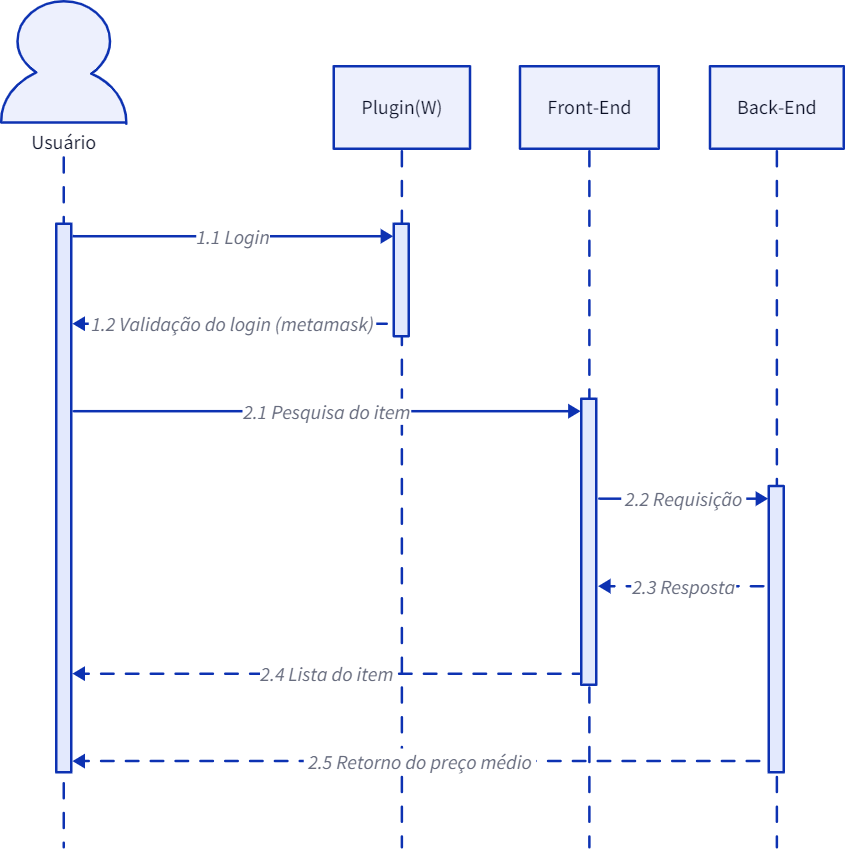 Usuário
Plugin(W)
Front-End
Back-End
1.1 Login
1.2 Validação do login (metamask)
2.1 Pesquisa do item
2.2 Requisição
2.3 Resposta
2.4 Lista do item
2.5 Retorno do preço médio